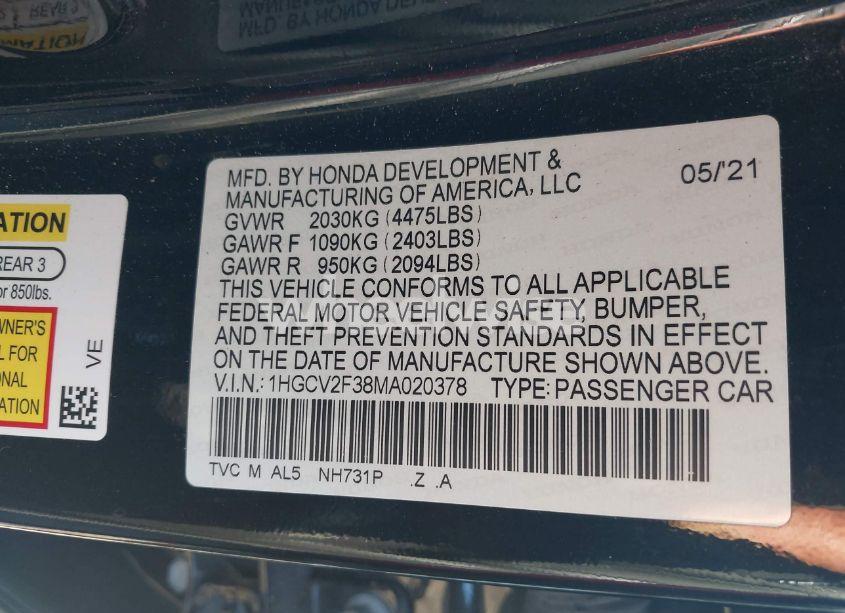 MFD. BY HONDA DEVELOPMENT &
MANUFACTURING OF AMERICA, LLC
05/'21
GVWR 2030KG (4475LBS)
GAWR F 1090KG (2403LBS)
GAWR R 950KG (2094LBS)
THIS VEHICLE CONFORMS TO ALL APPLICABLE
FEDERAL MOTOR VEHICLE SAFETY, BUMPER,
AND THEFT PREVENTION STANDARDS IN EFFECT
ON THE DATE OF MANUFACTURE SHOWN ABOVE.
V.I.N.: 1HGCV2F38MA020378 TYPE: PASSENGER CAR
TVC M AL5 NH731P .Z .A
ATION
REAR 3
or 850lbs.
WNER'S
L FOR
ONAL
ATION
VE